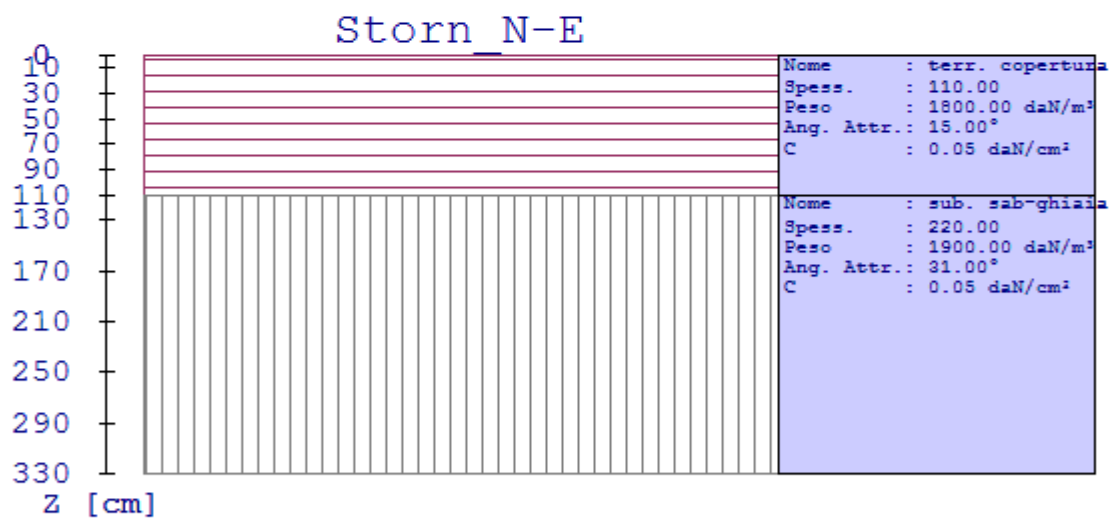 Storn_N-E
0
10
30
50
70
90
110
130
170
210
250
290
330
Z [cm]
Nome : terr. copertura
Spess. : 110.00
Peso : 1800.00 daN/m³
Ang. Attr.: 15.00°
C : 0.05 daN/cm²
Nome : sub. sab-ghiaia
Spess. : 220.00
Peso : 1900.00 daN/m³
Ang. Attr.: 31.00°
C : 0.05 daN/cm²